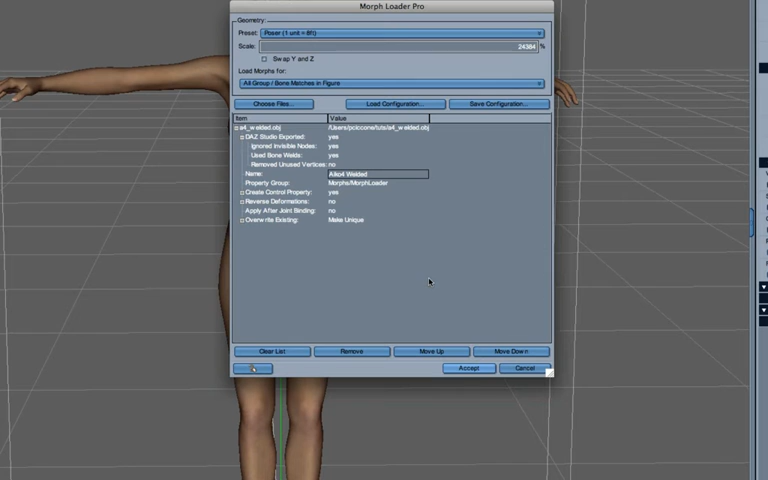 Morph Loader Pro
Geometry:
Preset: Poser (1 unit = 8ft)
Scale: 24384 %
Swap Y and Z
Load Morphs for:
All Group / Bone Matches in Figure
Choose Files... Load Configuration... Save Configuration...
Item Value
a4_welded.obj /Users/pciccone/tuts/a4_welded.obj
DAZ Studio Exported: yes
Ignored Invisible Nodes: yes
Used Bone Welds: yes
Removed Unused Vertices: no
Name: Aiko4 Welded
Property Group: Morphs/MorphLoader
Create Control Property: yes
Reverse Deformations: no
Apply After Joint Binding: no
Overwrite Existing: Make Unique
Clear List Remove Move Up Move Down
Accept Cancel